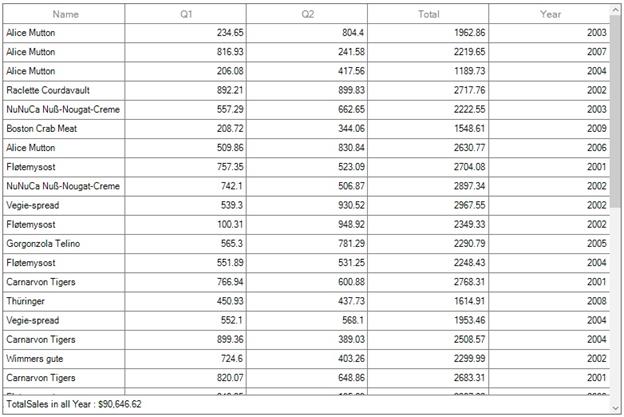 Name Q1 Q2 Total Year
Alice Mutton 234.65 804.4 1962.86 2003
Alice Mutton 816.93 241.58 2219.65 2007
Alice Mutton 206.08 417.56 1189.73 2004
Raclette Courdavault 892.21 899.83 2717.76 2002
NuNuCa Nuß-Nougat-Creme 557.29 662.65 2222.55 2003
Boston Crab Meat 208.72 344.06 1548.61 2009
Alice Mutton 509.86 830.84 2630.77 2006
Fløtemysost 757.35 523.09 2704.08 2001
NuNuCa Nuß-Nougat-Creme 742.1 506.87 2897.34 2002
Vegie-spread 539.3 930.52 2967.55 2002
Fløtemysost 100.31 948.92 2349.33 2002
Gorgonzola Telino 565.3 781.29 2290.79 2005
Fløtemysost 551.89 531.25 2248.43 2004
Carnarvon Tigers 766.94 600.88 2768.31 2001
Thüringer 450.93 437.73 1614.91 2008
Vegie-spread 552.1 568.1 1953.46 2004
Carnarvon Tigers 899.36 389.03 2508.57 2004
Wimmers gute 724.6 403.26 2299.99 2002
Carnarvon Tigers 820.07 648.86 2683.31 2001
TotalSales in all Year : $90,646.62